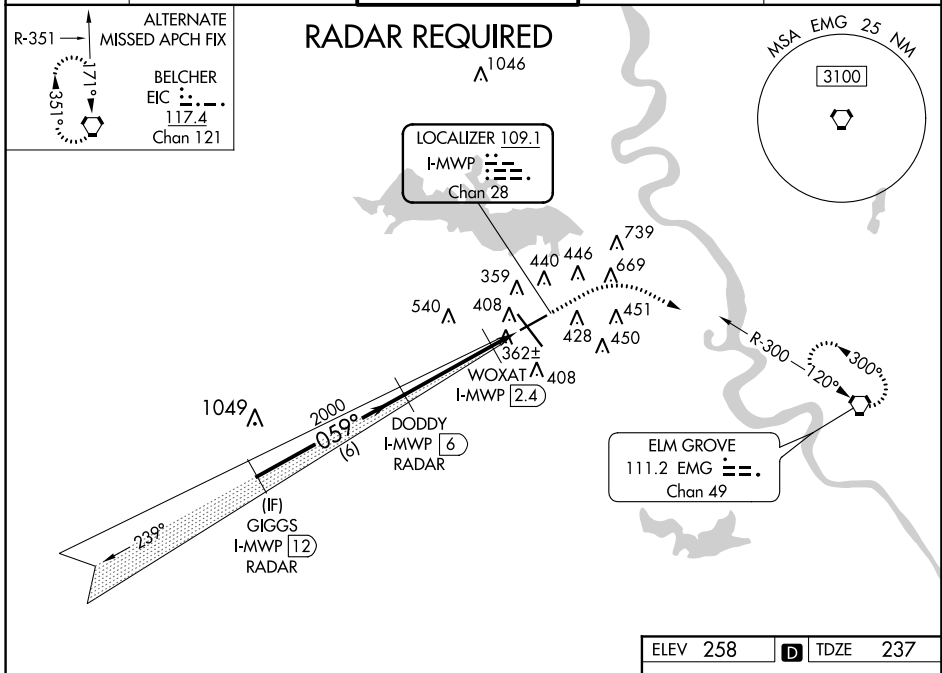 R-351
ALTERNATE
MISSED APCH FIX
351°
171°
BELCHER
EIC
117.4
Chan 121
RADAR REQUIRED
1046
MSA EMG 25 NM
3100
LOCALIZER 109.1
I-MWP
Chan 28
739
669
446
440
359
408
540
451
450
428
362±
408
WOXAT
I-MWP 2.4
R-300
120°
300°
1049
2000
059°
(6)
DODDY
I-MWP 6
RADAR
ELM GROVE
111.2 EMG
Chan 49
(IF)
GIGGS
I-MWP 12
RADAR
239°
ELEV 258 D TDZE 237